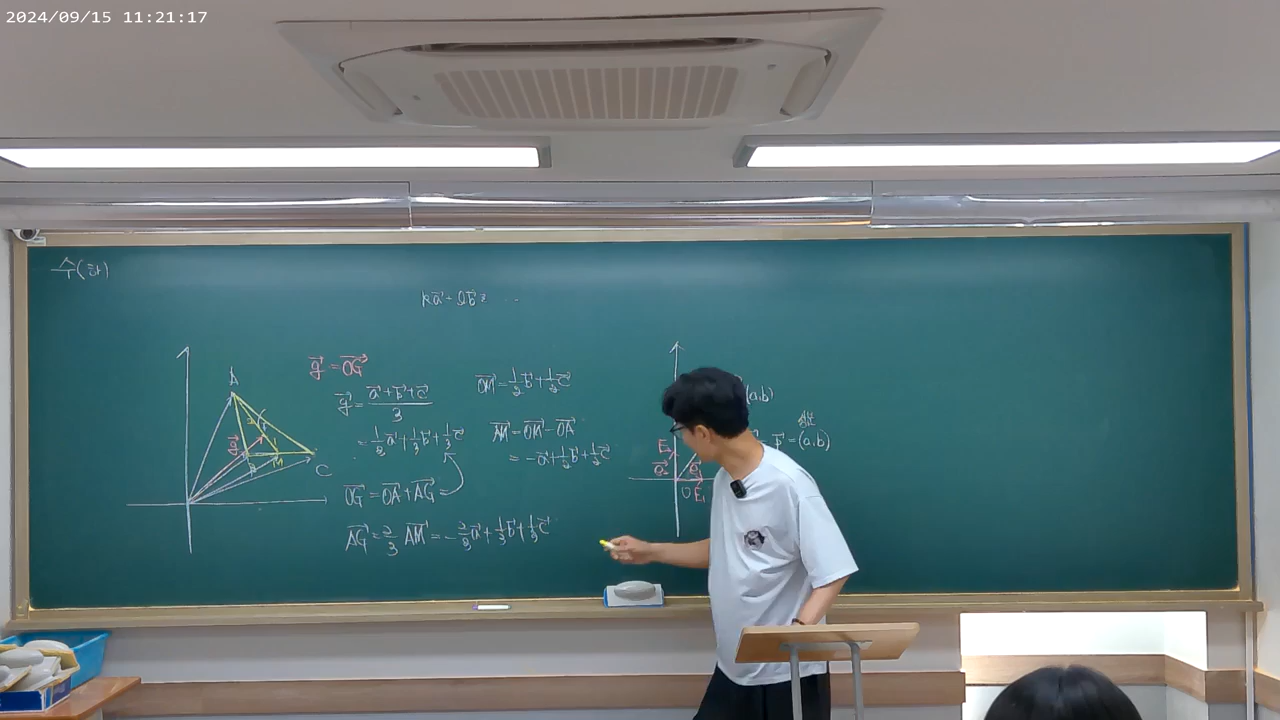 2024/09/15 11:21:17
수(하)
A
M
C
g⃗ = OG⃗
g⃗ = (a⃗+b⃗+c⃗)/3
= 1/3 a⃗ + 1/3 b⃗ + 1/3 c⃗
OG⃗ = OA⃗ + AG⃗
AG⃗ = 2/3 AM⃗ = -2/3 a⃗ + 1/3 b⃗ + 1/3 c⃗
OM⃗ = 1/2 b⃗ + 1/2 c⃗
AM⃗ = OM⃗ - OA⃗
= -a⃗ + 1/2 b⃗ + 1/2 c⃗
(a,b)
p⃗ = (a,b)
O E₁